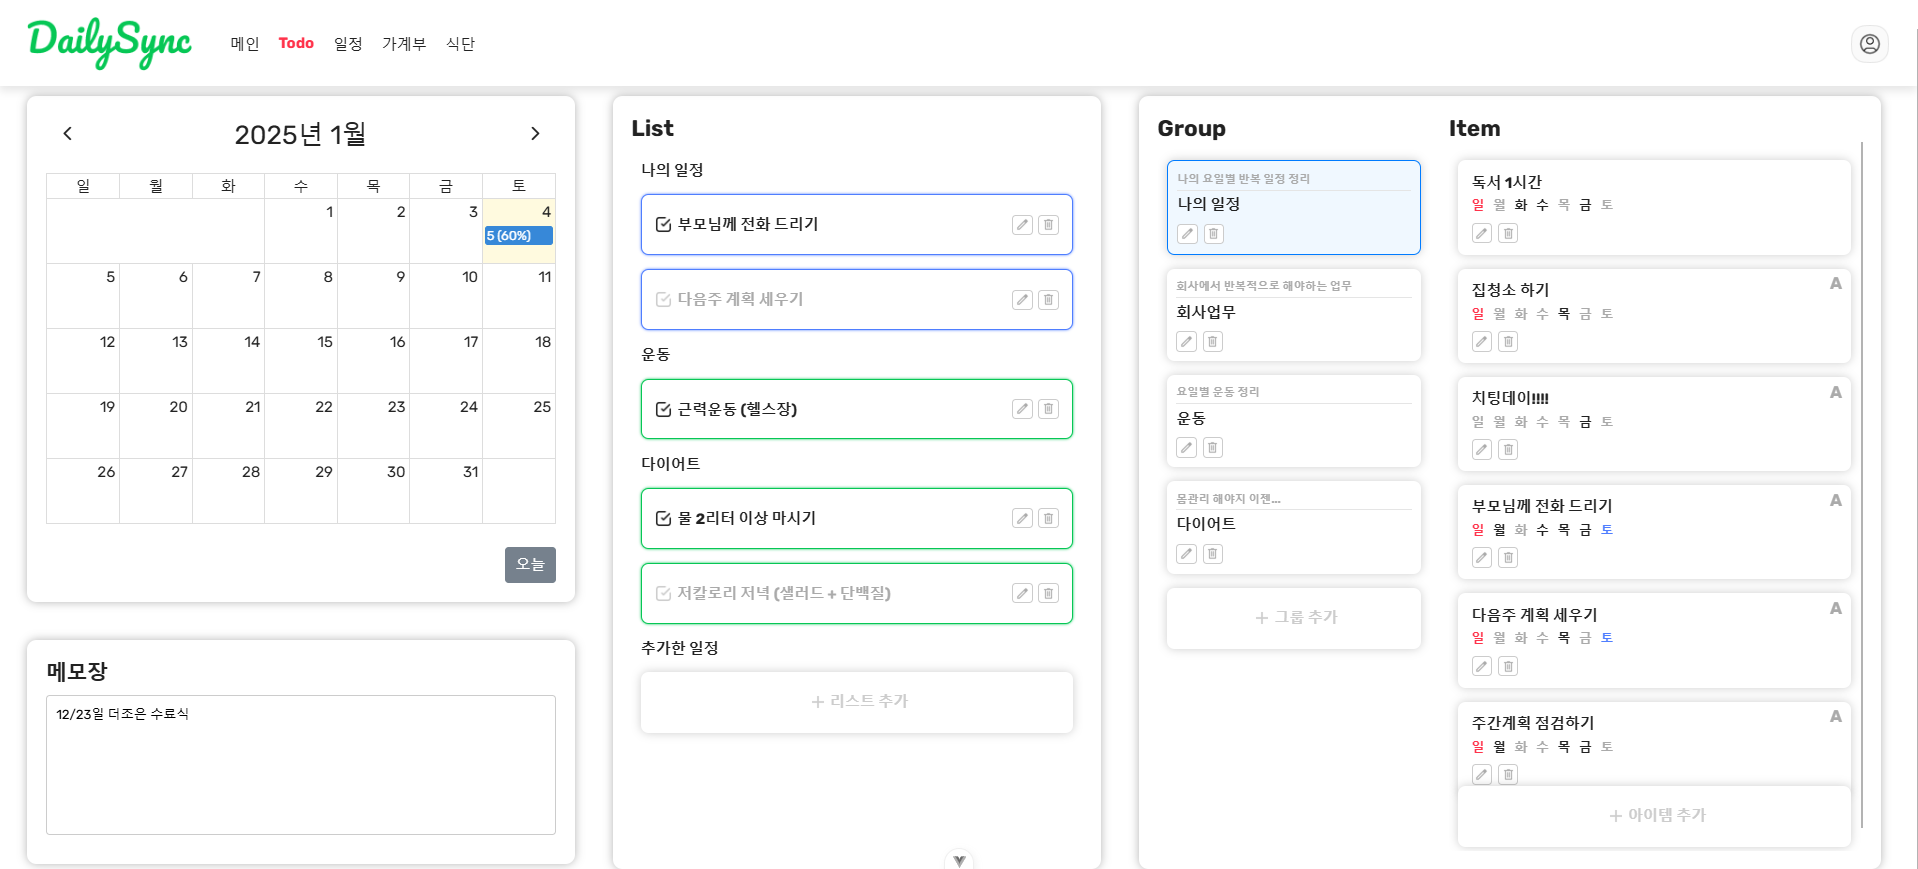 DailySync
메인 Todo 일정 가계부 식단
2025년 1월
일 월 화 수 목 금 토
1 2 3 4
5 (60%)
5 6 7 8 9 10 11
12 13 14 15 16 17 18
19 20 21 22 23 24 25
26 27 28 29 30 31
오늘
메모장
12/23일 더조은 수료식
List
나의 일정
부모님께 전화 드리기
다음주 계획 세우기
운동
근력운동 (헬스장)
다이어트
물 2리터 이상 마시기
저칼로리 저녁 (샐러드 + 단백질)
추가한 일정
+ 리스트 추가
Group
나의 요일별 반복 일정 정리
나의 일정
회사에서 반복적으로 해야하는 업무
회사업무
요일별 운동 정리
운동
몸관리 해야지 이젠...
다이어트
+ 그룹 추가
Item
독서 1시간
일 월 화 수 목 금 토
집청소 하기 A
일 월 화 수 목 금 토
치팅데이!!!! A
일 월 화 수 목 금 토
부모님께 전화 드리기 A
일 월 화 수 목 금 토
다음주 계획 세우기 A
일 월 화 수 목 금 토
주간계획 점검하기 A
일 월 화 수 목 금 토
+ 아이템 추가